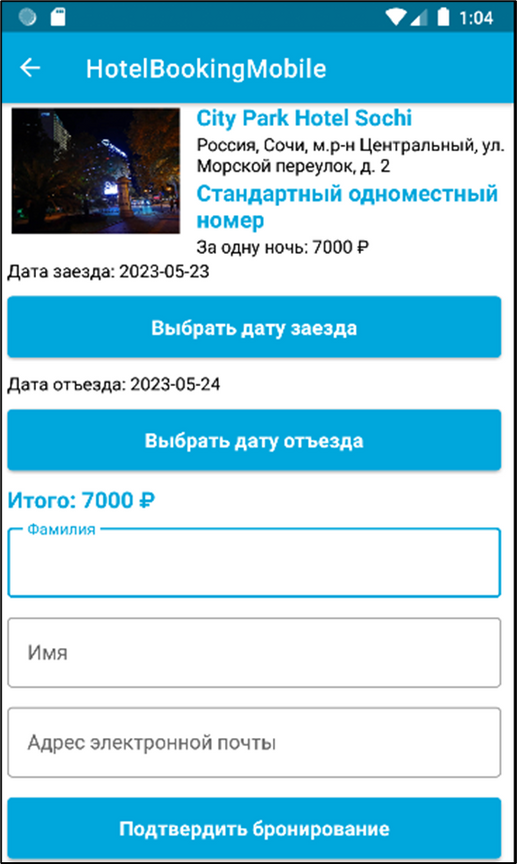 1:04
HotelBookingMobile
City Park Hotel Sochi
Россия, Сочи, м.р-н Центральный, ул.
Морской переулок, д. 2
Стандартный одноместный
номер
За одну ночь: 7000 ₽
Дата заезда: 2023-05-23
Выбрать дату заезда
Дата отъезда: 2023-05-24
Выбрать дату отъезда
Итого: 7000 ₽
Фамилия
Имя
Адрес электронной почты
Подтвердить бронирование